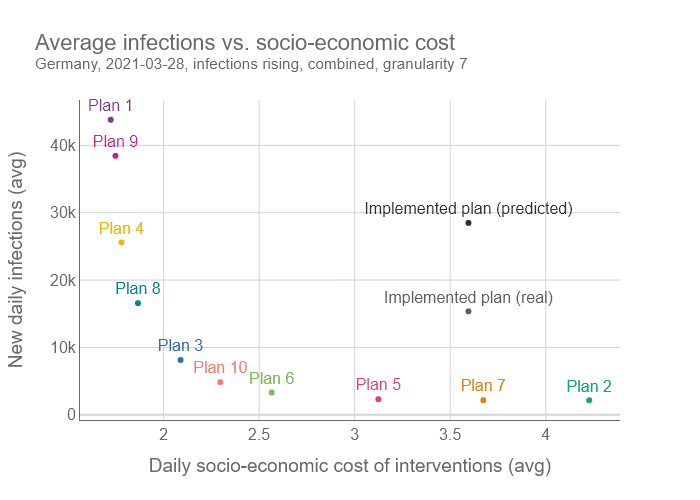 Average infections vs. socio-economic cost
Germany, 2021-03-28, infections rising, combined, granularity 7
New daily infections (avg)
40k
30k
20k
10k
0
Plan 1
Plan 9
Plan 4
Plan 8
Plan 3
Plan 10
Plan 6
Plan 5
Plan 7
Plan 2
Implemented plan (predicted)
Implemented plan (real)
2
2.5
3
3.5
4
Daily socio-economic cost of interventions (avg)